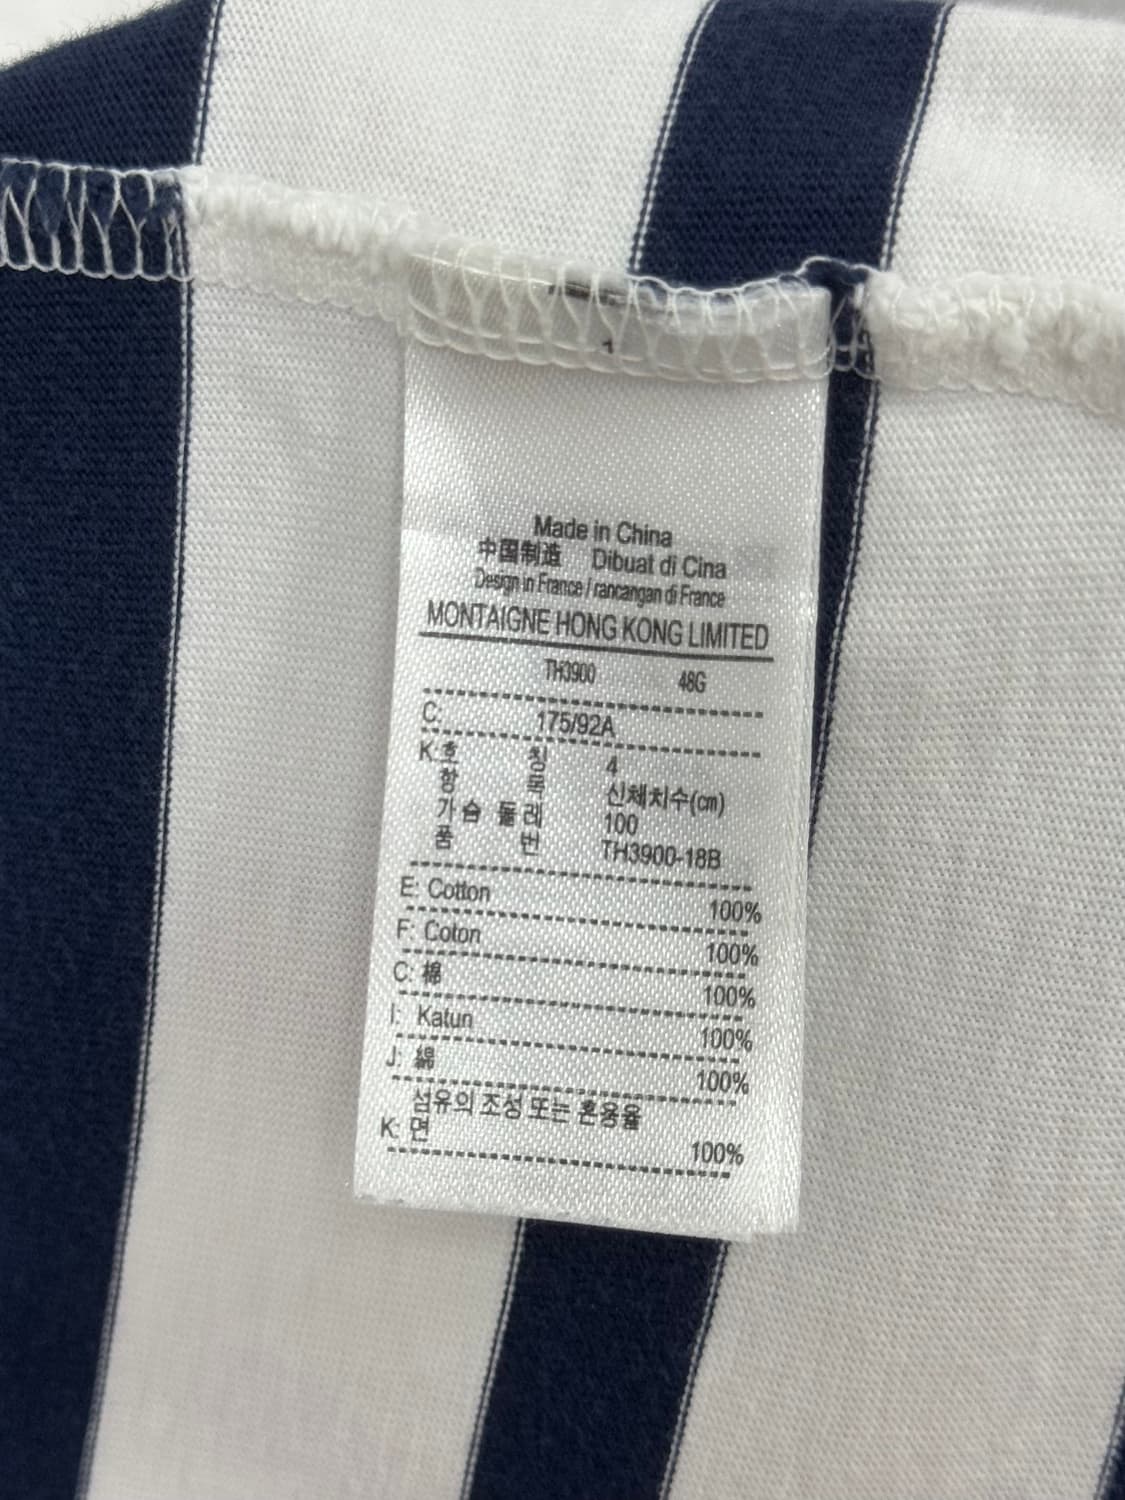 Made in China
中国制造 Dibuat di Cina
Design in France / rancangan di France
MONTAIGNE HONG KONG LIMITED
TH3900 48G
C: 175/92A
K: 호 칭 4
항 목 신체치수(cm)
가슴 둘레 100
품 번 TH3900-18B
E: Cotton 100%
F: Coton 100%
C: 棉 100%
I: Katun 100%
J: 綿 100%
섬유의 조성 또는 혼용율
K: 면 100%